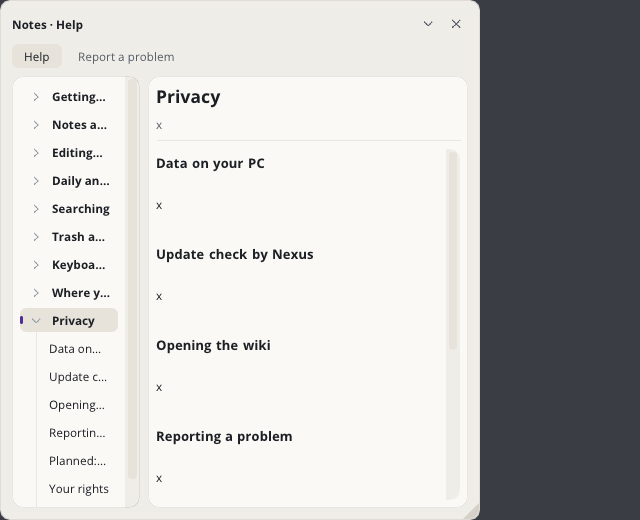 Notes · Help
Help
Report a problem
Getting...
Notes a...
Editing...
Daily an...
Searching
Trash a...
Keyboa...
Where y...
Privacy
Data on...
Update c...
Opening...
Reportin...
Planned:...
Your rights
Privacy
x
Data on your PC
x
Update check by Nexus
x
Opening the wiki
x
Reporting a problem
x